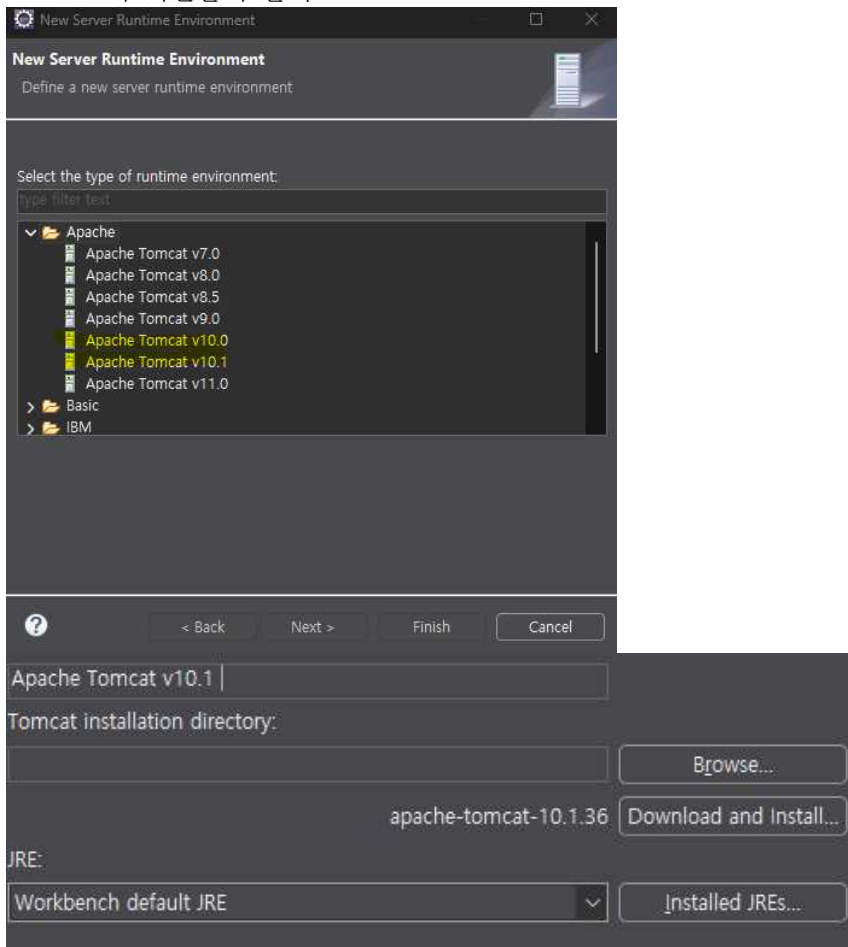 New Server Runtime Environment
New Server Runtime Environment
Define a new server runtime environment
Select the type of runtime environment:
type filter text
Apache
Apache Tomcat v7.0
Apache Tomcat v8.0
Apache Tomcat v8.5
Apache Tomcat v9.0
Apache Tomcat v10.0
Apache Tomcat v10.1
Apache Tomcat v11.0
Basic
IBM
? < Back Next > Finish Cancel
Apache Tomcat v10.1
Tomcat installation directory:
Browse...
apache-tomcat-10.1.36 Download and Install...
JRE:
Workbench default JRE Installed JREs...